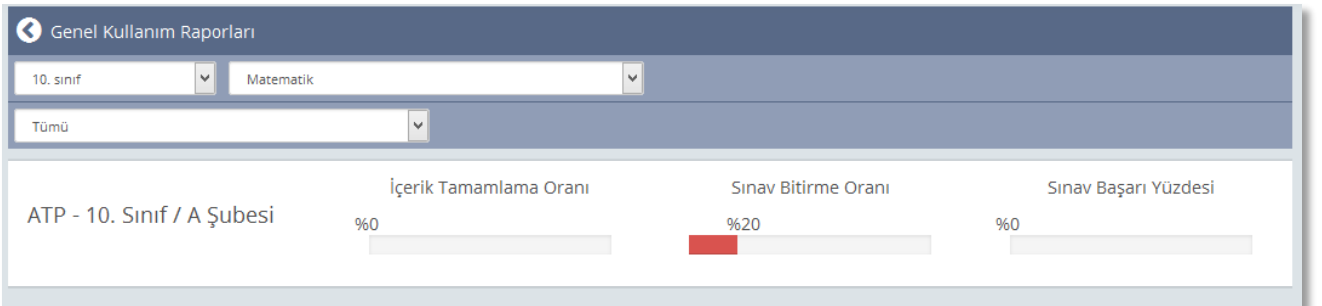 Genel Kullanım Raporları
10. sınıf
Matematik
Tümü
İçerik Tamamlama Oranı
Sınav Bitirme Oranı
Sınav Başarı Yüzdesi
ATP - 10. Sınıf / A Şubesi
%0
%20
%0